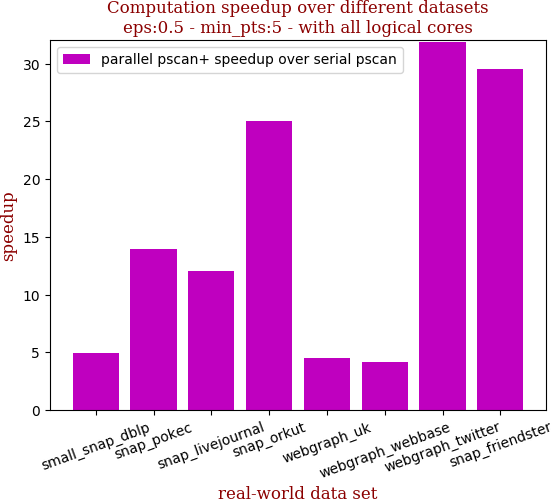 Computation speedup over different datasets
eps:0.5 - min_pts:5 - with all logical cores
parallel pscan+ speedup over serial pscan
speedup
30
25
20
15
10
5
0
small_snap_dblp
snap_pokec
snap_livejournal
snap_orkut
webgraph_uk
webgraph_webbase
webgraph_twitter
snap_friendster
real-world data set